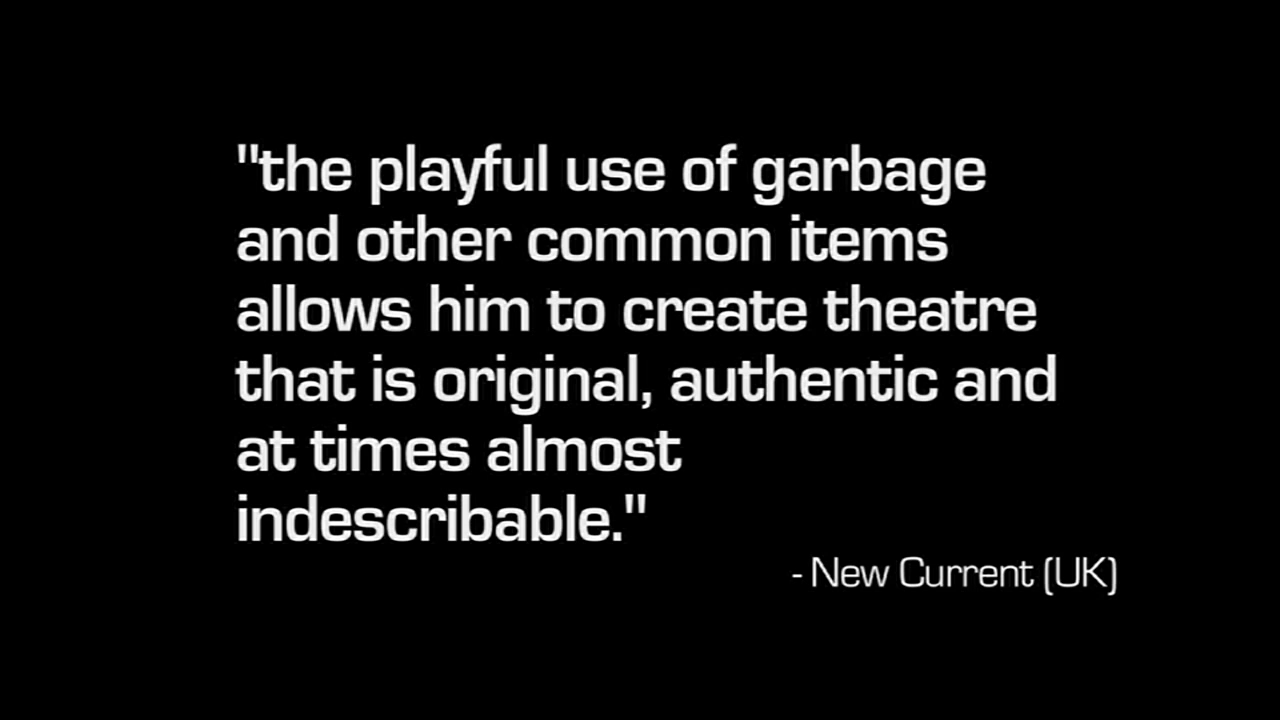 "the playful use of garbage
and other common items
allows him to create theatre
that is original, authentic and
at times almost
indescribable."
- New Current (UK)